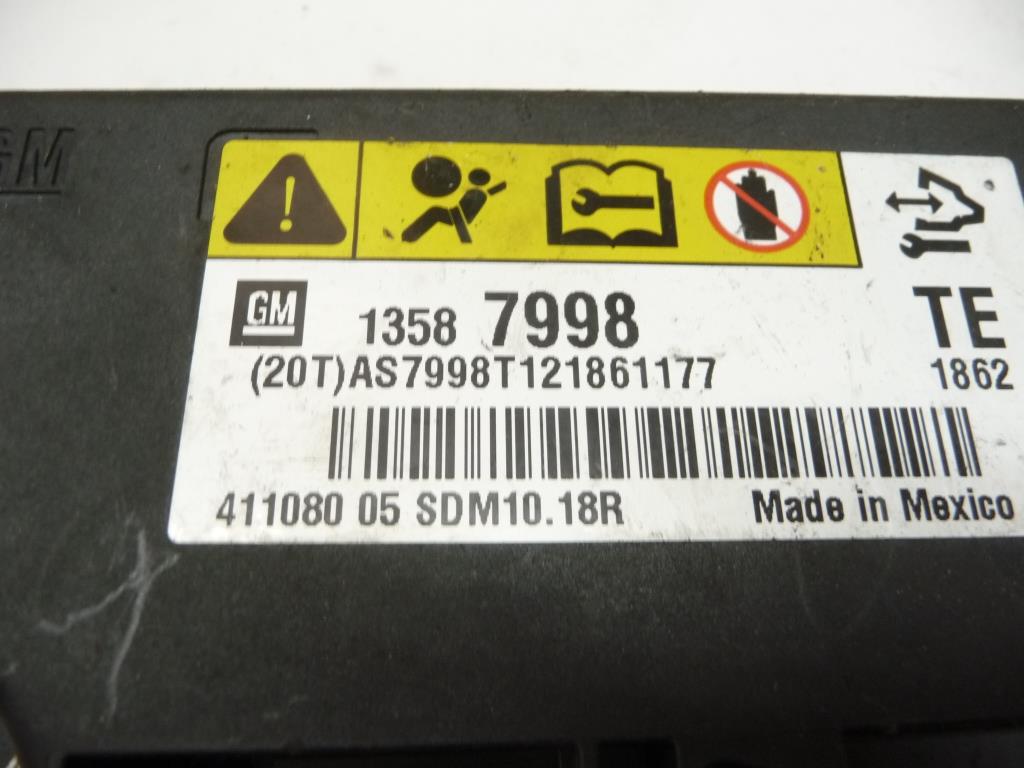 GM
GM 1358 7998 TE
(20T)AS7998T121861177 1862
411080 05 SDM10.18R Made in Mexico